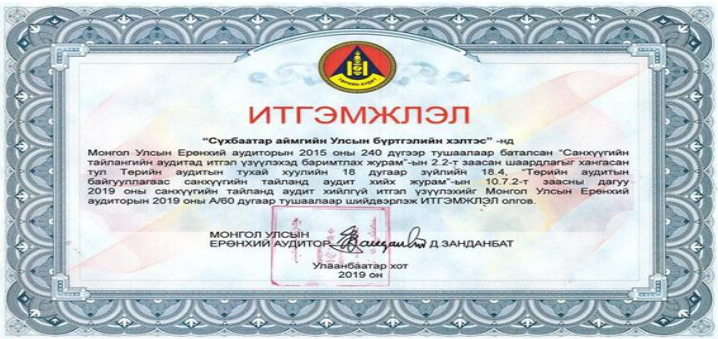 ТӨРИЙН АУДИТ
ИТГЭМЖЛЭЛ
“Сүхбаатар аймгийн Улсын бүртгэлийн хэлтэс” -нд
Монгол Улсын Ерөнхий аудиторын 2015 оны 240 дүгээр тушаалаар баталсан “Санхүүгийн
тайлангийн аудитад итгэл үзүүлэхэд баримтлах журам”-ын 2.2-т заасан шаардлагыг хангасан
тул Төрийн аудитын тухай хуулийн 18 дугаар зүйлийн 18.4, “Төрийн аудитын
байгууллагаас санхүүгийн тайланд аудит хийх журам”-ын 10.7.2-т заасны дагуу
2019 оны санхүүгийн тайланд аудит хийлгүй итгэл үзүүлэхийг Монгол Улсын Ерөнхий
аудиторын 2019 оны А/60 дугаар тушаалаар шийдвэрлэж ИТГЭМЖЛЭЛ олгов.
МОНГОЛ УЛСЫН
ЕРӨНХИЙ АУДИТОР Д.ЗАНДАНБАТ
Улаанбаатар хот
2019 он